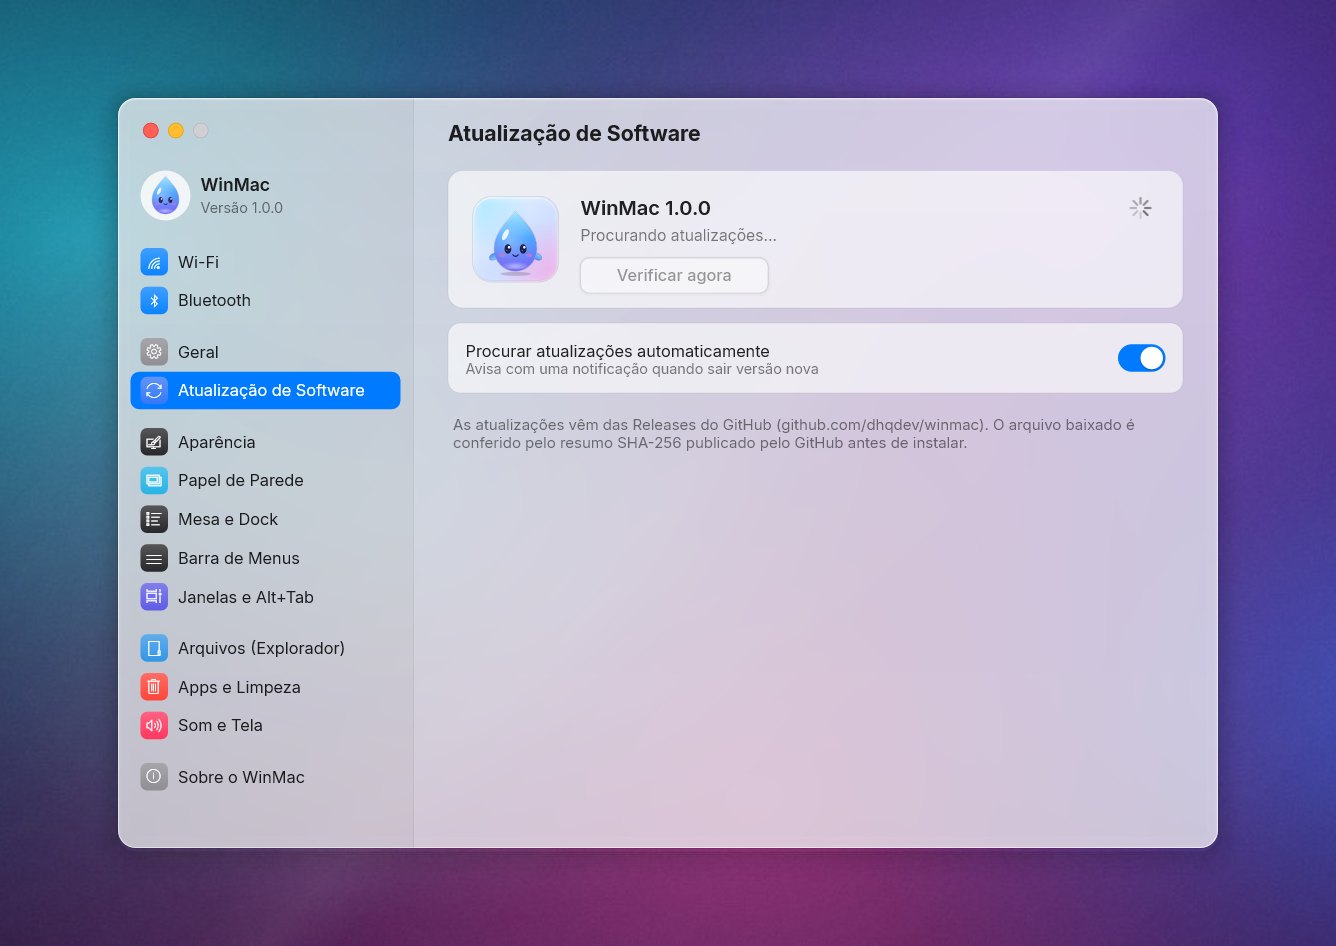 WinMac
Versão 1.0.0
Wi-Fi
Bluetooth
Geral
Atualização de Software
Aparência
Papel de Parede
Mesa e Dock
Barra de Menus
Janelas e Alt+Tab
Arquivos (Explorador)
Apps e Limpeza
Som e Tela
Sobre o WinMac
Atualização de Software
WinMac 1.0.0
Procurando atualizações...
Verificar agora
Procurar atualizações automaticamente
Avisa com uma notificação quando sair versão nova
As atualizações vêm das Releases do GitHub (github.com/dhqdev/winmac). O arquivo baixado é
conferido pelo resumo SHA-256 publicado pelo GitHub antes de instalar.